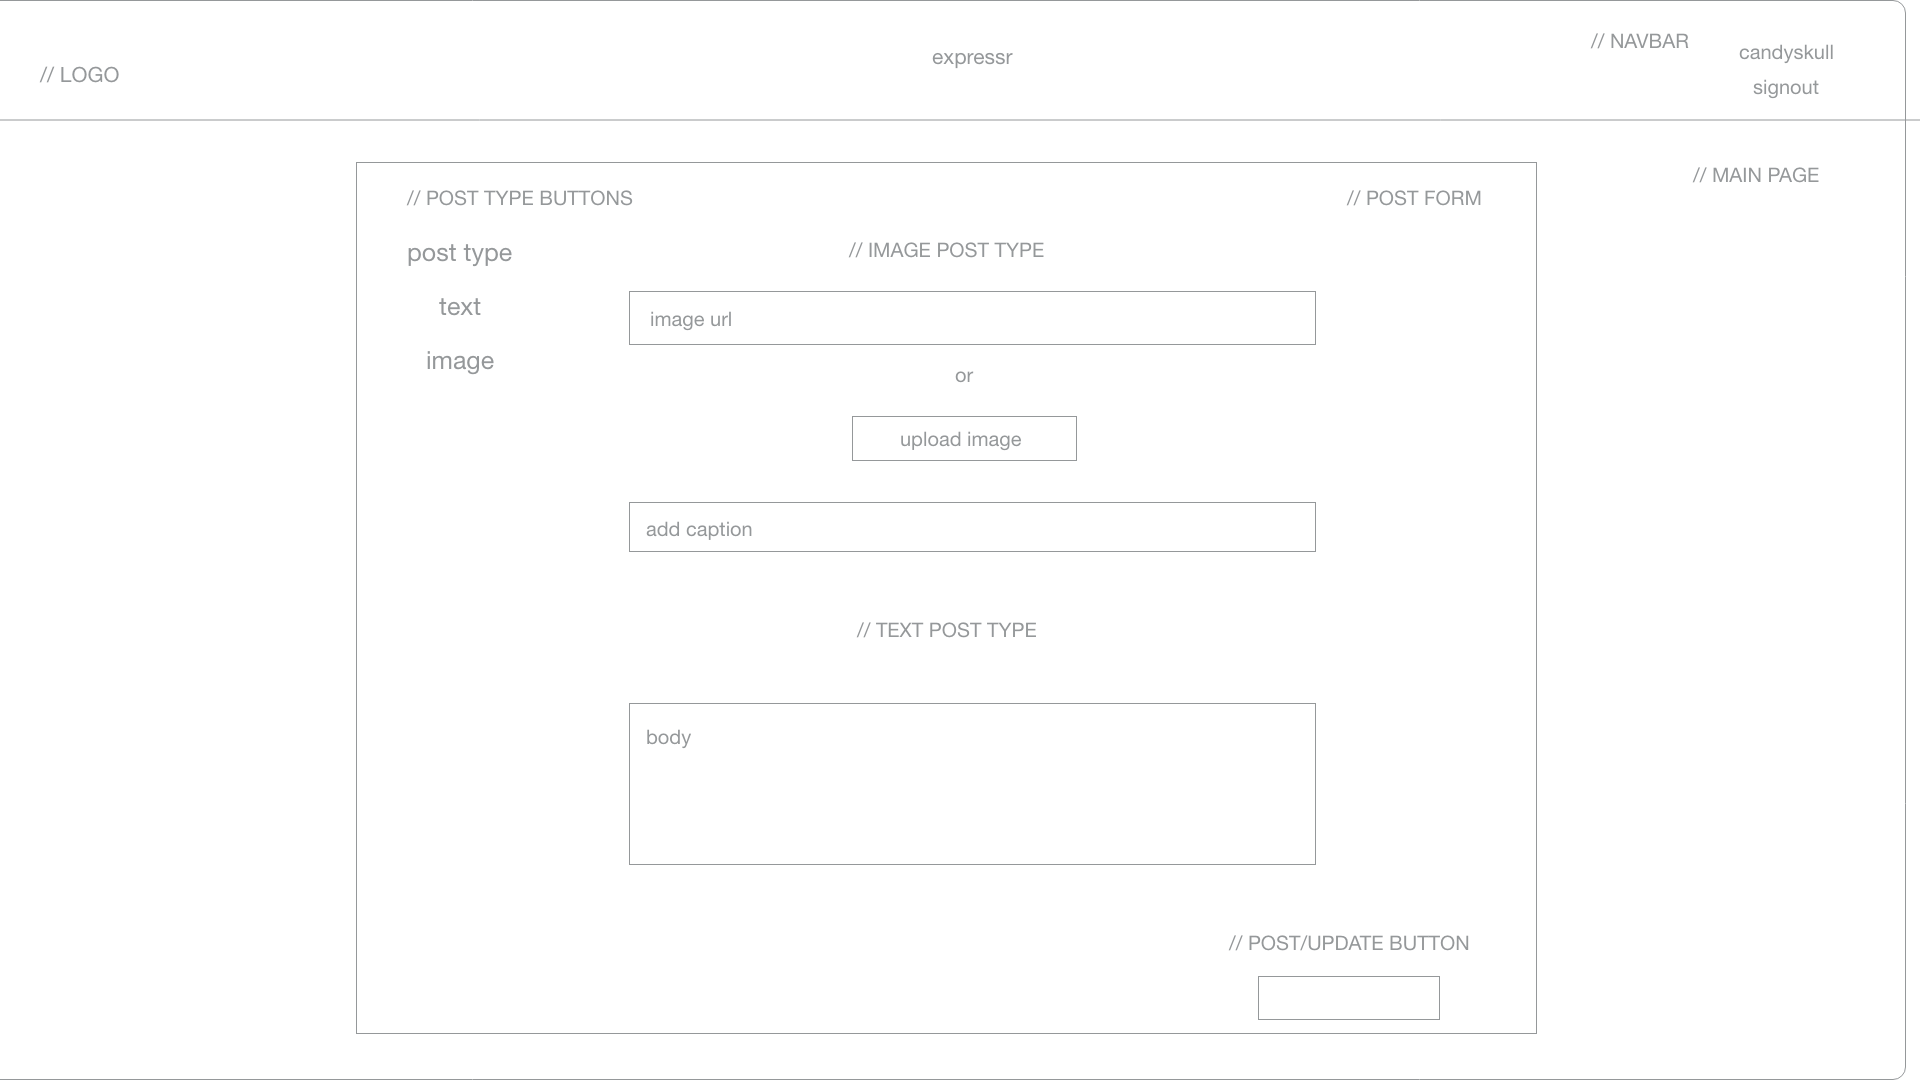 // LOGO
expressr
// NAVBAR
candyskull
signout
// MAIN PAGE
// POST TYPE BUTTONS
// POST FORM
post type
text
image
// IMAGE POST TYPE
image url
or
upload image
add caption
// TEXT POST TYPE
body
// POST/UPDATE BUTTON